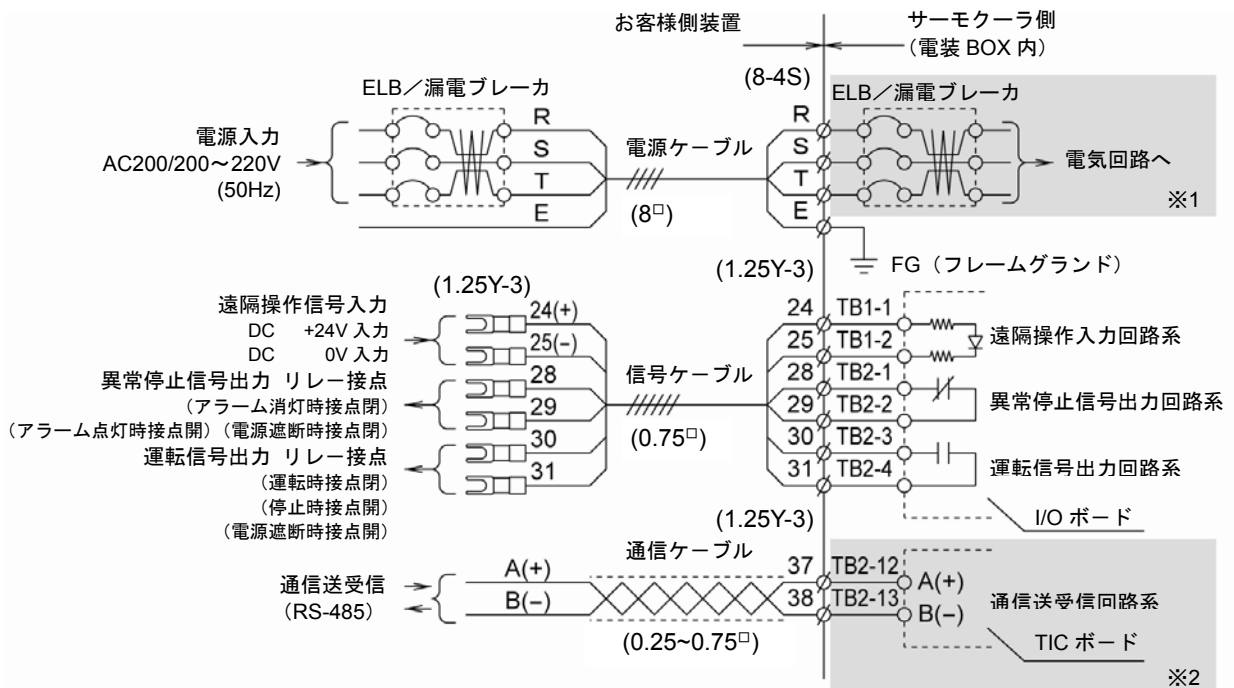 お客様側装置
サーモクーラ側
(電装 BOX 内)
(8-4S)
ELB／漏電ブレーカ
ELB／漏電ブレーカ
電源入力
AC200/200～220V
(50Hz)
R
S
T
E
電源ケーブル
(8□)
R
S
T
E
電気回路へ
※1
FG（フレームグランド）
(1.25Y-3)
(1.25Y-3)
遠隔操作信号入力
DC +24V 入力
DC 0V 入力
異常停止信号出力 リレー接点
（アラーム消灯時接点閉）
（アラーム点灯時接点開）（電源遮断時接点閉）
運転信号出力 リレー接点
（運転時接点閉）
（停止時接点開）
（電源遮断時接点開）
24(+)
25(−)
28
29
30
31
信号ケーブル
(0.75□)
24 TB1-1
25 TB1-2
28 TB2-1
29 TB2-2
30 TB2-3
31 TB2-4
遠隔操作入力回路系
異常停止信号出力回路系
運転信号出力回路系
I/O ボード
(1.25Y-3)
通信送受信
(RS-485)
A(+)
B(−)
通信ケーブル
(0.25~0.75□)
37 TB2-12
38 TB2-13
A(+)
B(−)
通信送受信回路系
TIC ボード
※2